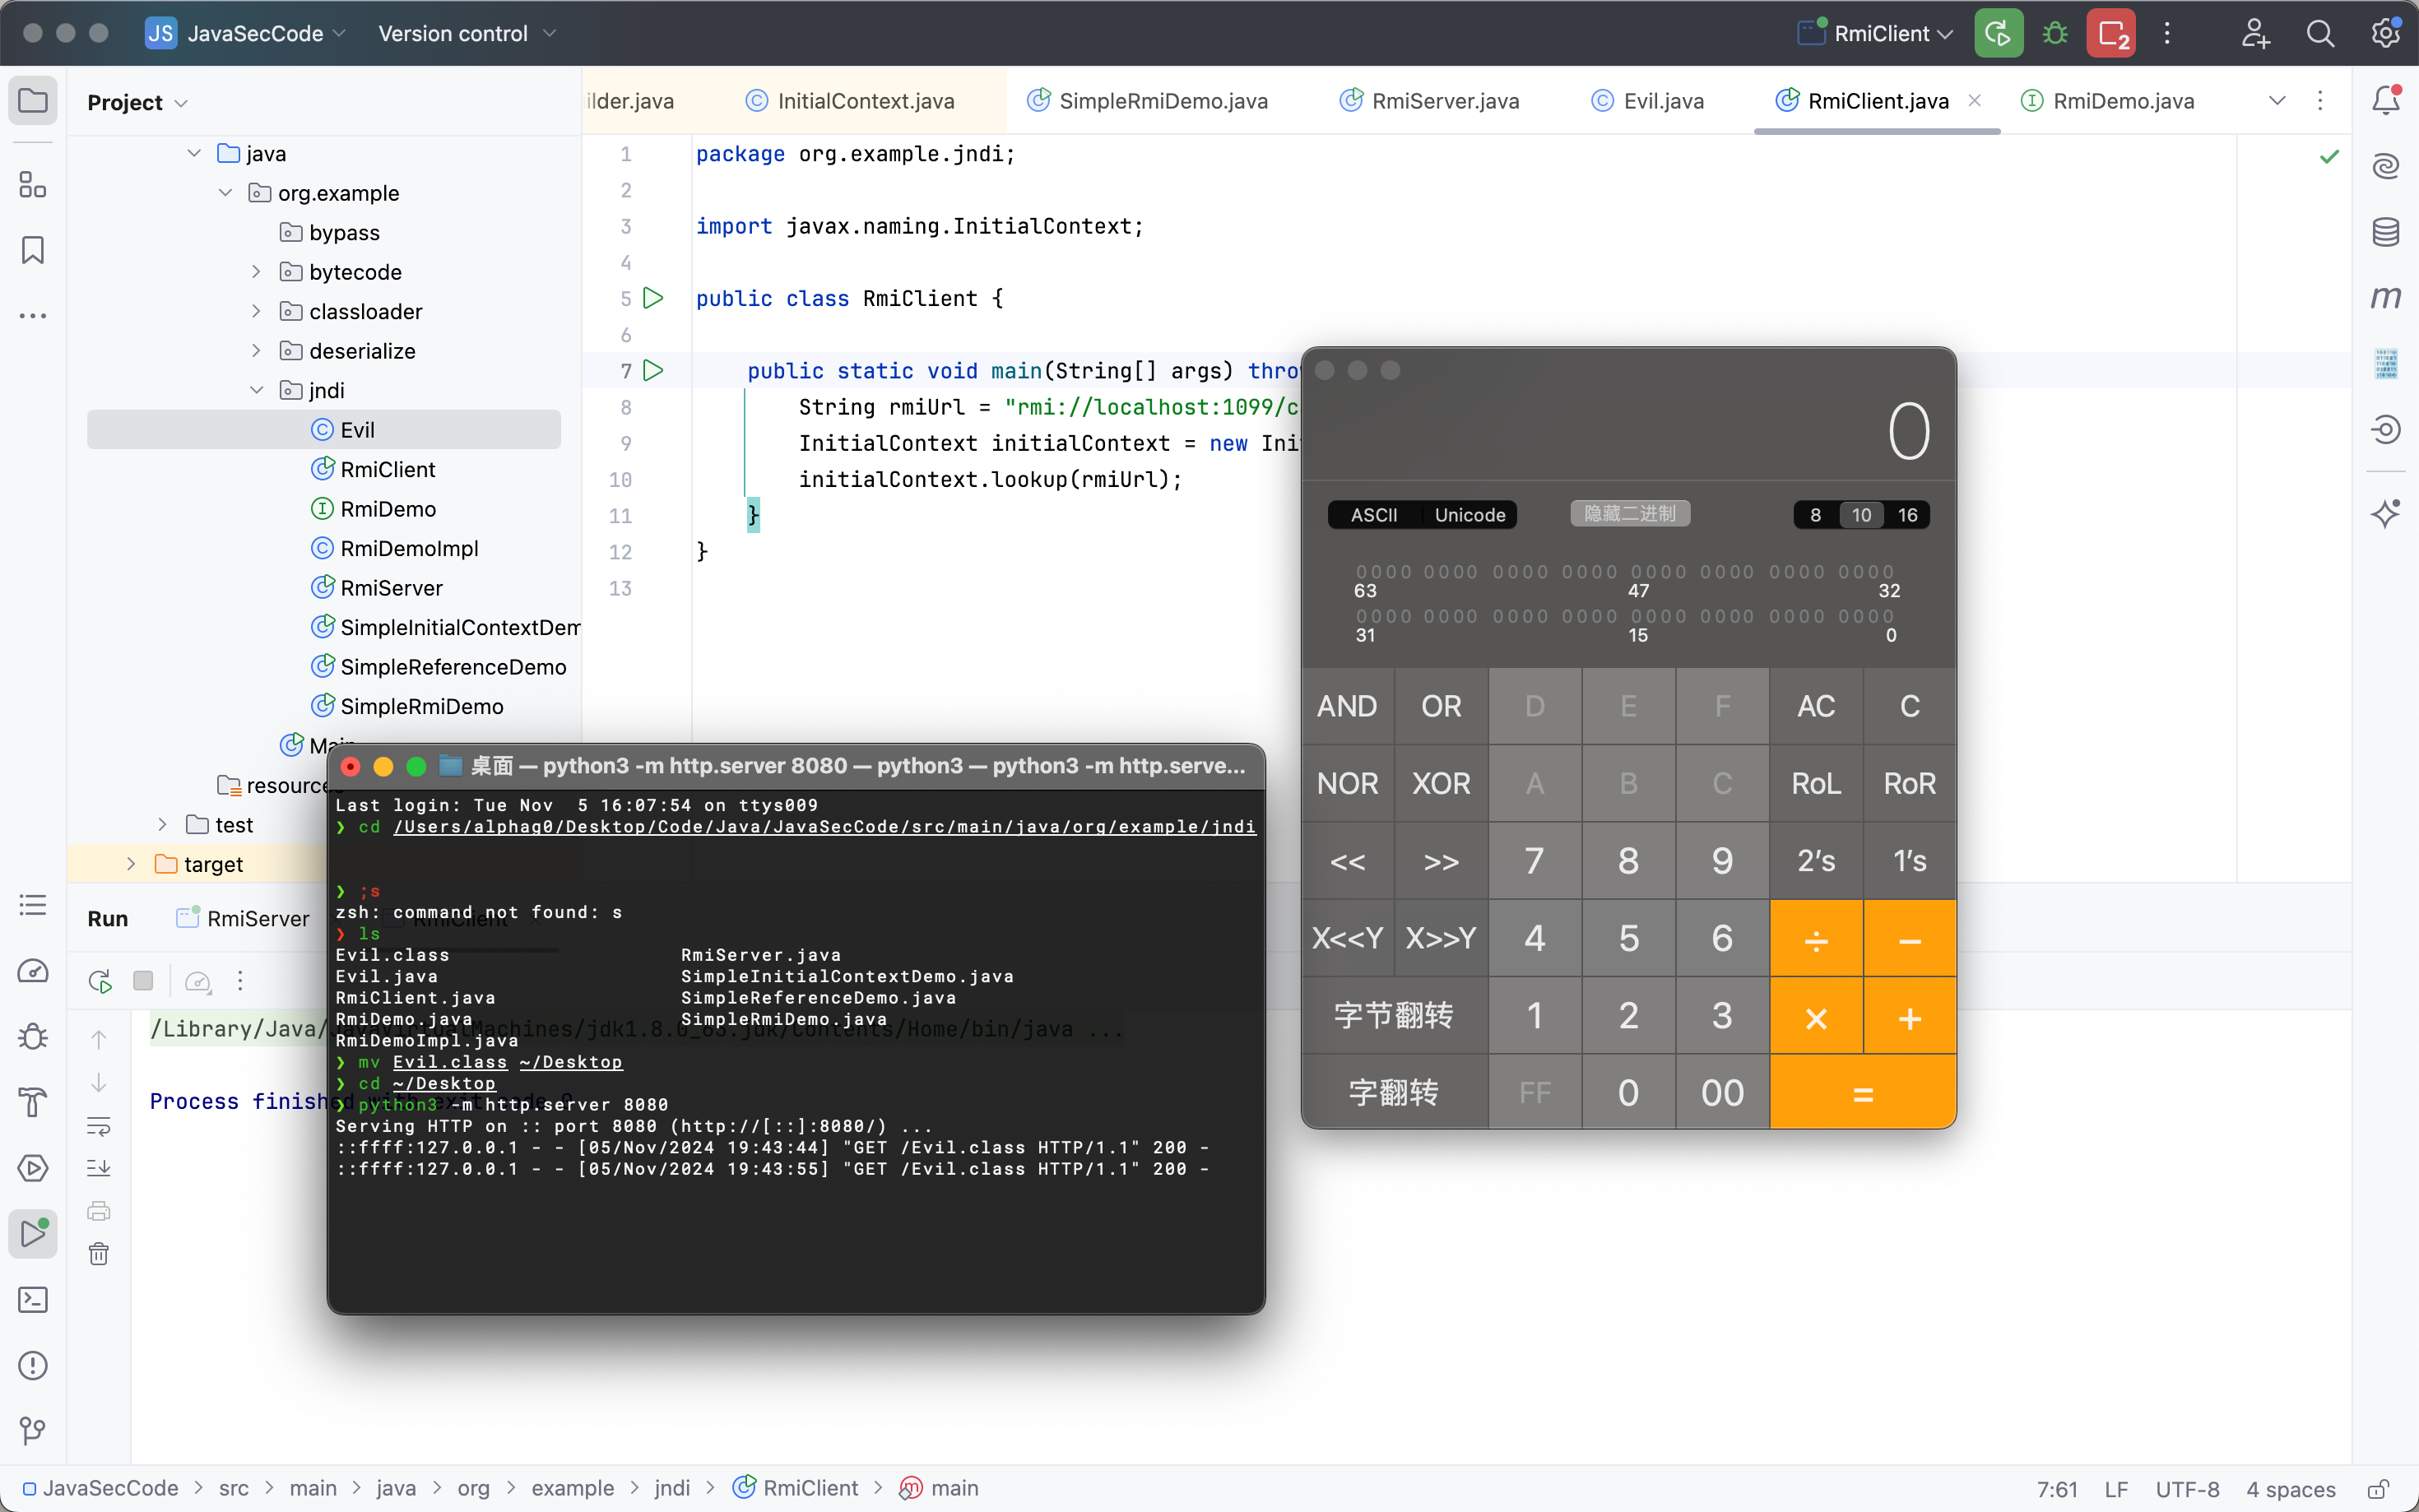 JS JavaSecCode Version control RmiClient 2
Project
ilder.java InitialContext.java SimpleRmiDemo.java RmiServer.java Evil.java RmiClient.java RmiDemo.java
java
org.example
bypass
bytecode
classloader
deserialize
jndi
Evil
RmiClient
RmiDemo
RmiDemoImpl
RmiServer
SimpleInitialContextDem
SimpleReferenceDemo
SimpleRmiDemo
Main
resources
test
target
1 package org.example.jndi;
2
3 import javax.naming.InitialContext;
4
5 public class RmiClient {
6
7 public static void main(String[] args) thro
8 String rmiUrl = "rmi://localhost:1099/c
9 InitialContext initialContext = new Ini
10 initialContext.lookup(rmiUrl);
11 }
12 }
13
m
0
ASCII Unicode 隐藏二进制 8 10 16
0000 0000 0000 0000 0000 0000 0000 0000
63 47 32
0000 0000 0000 0000 0000 0000 0000 0000
31 15 0
AND OR D E F AC C
NOR XOR A B C RoL RoR
<< >> 7 8 9 2's 1's
X<<Y X>>Y 4 5 6 ÷ −
字节翻转 1 2 3 × +
字翻转 FF 0 00 =
Run RmiServer RmiClient
/Library/Java/JavaVirtualMachines/jdk1.8.0_65.jdk/Contents/Home/bin/java ...
Process finished with exit code 0
桌面 — python3 -m http.server 8080 — python3 — python3 -m http.serve...
Last login: Tue Nov  5 16:07:54 on ttys009
❯ cd /Users/alphag0/Desktop/Code/Java/JavaSecCode/src/main/java/org/example/jndi
❯ ;s
zsh: command not found: s
❯ ls
Evil.class RmiServer.java
Evil.java SimpleInitialContextDemo.java
RmiClient.java SimpleReferenceDemo.java
RmiDemo.java SimpleRmiDemo.java
RmiDemoImpl.java
❯ mv Evil.class ~/Desktop
❯ cd ~/Desktop
❯ python3 -m http.server 8080
Serving HTTP on :: port 8080 (http://[::]:8080/) ...
::ffff:127.0.0.1 - - [05/Nov/2024 19:43:44] "GET /Evil.class HTTP/1.1" 200 -
::ffff:127.0.0.1 - - [05/Nov/2024 19:43:55] "GET /Evil.class HTTP/1.1" 200 -
JavaSecCode > src > main > java > org > example > jndi > RmiClient > main 7:61 LF UTF-8 4 spaces